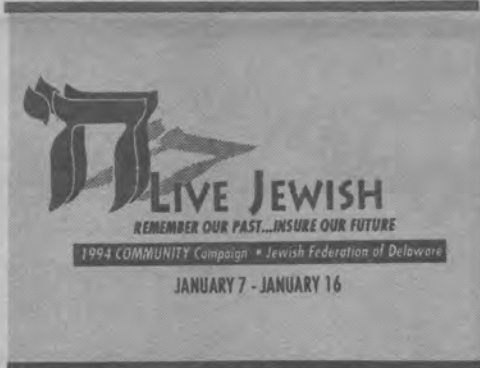 חי
LIVE JEWISH
REMEMBER OUR PAST...INSURE OUR FUTURE
1994 COMMUNITY Campaign • Jewish Federation of Delaware
JANUARY 7 - JANUARY 16